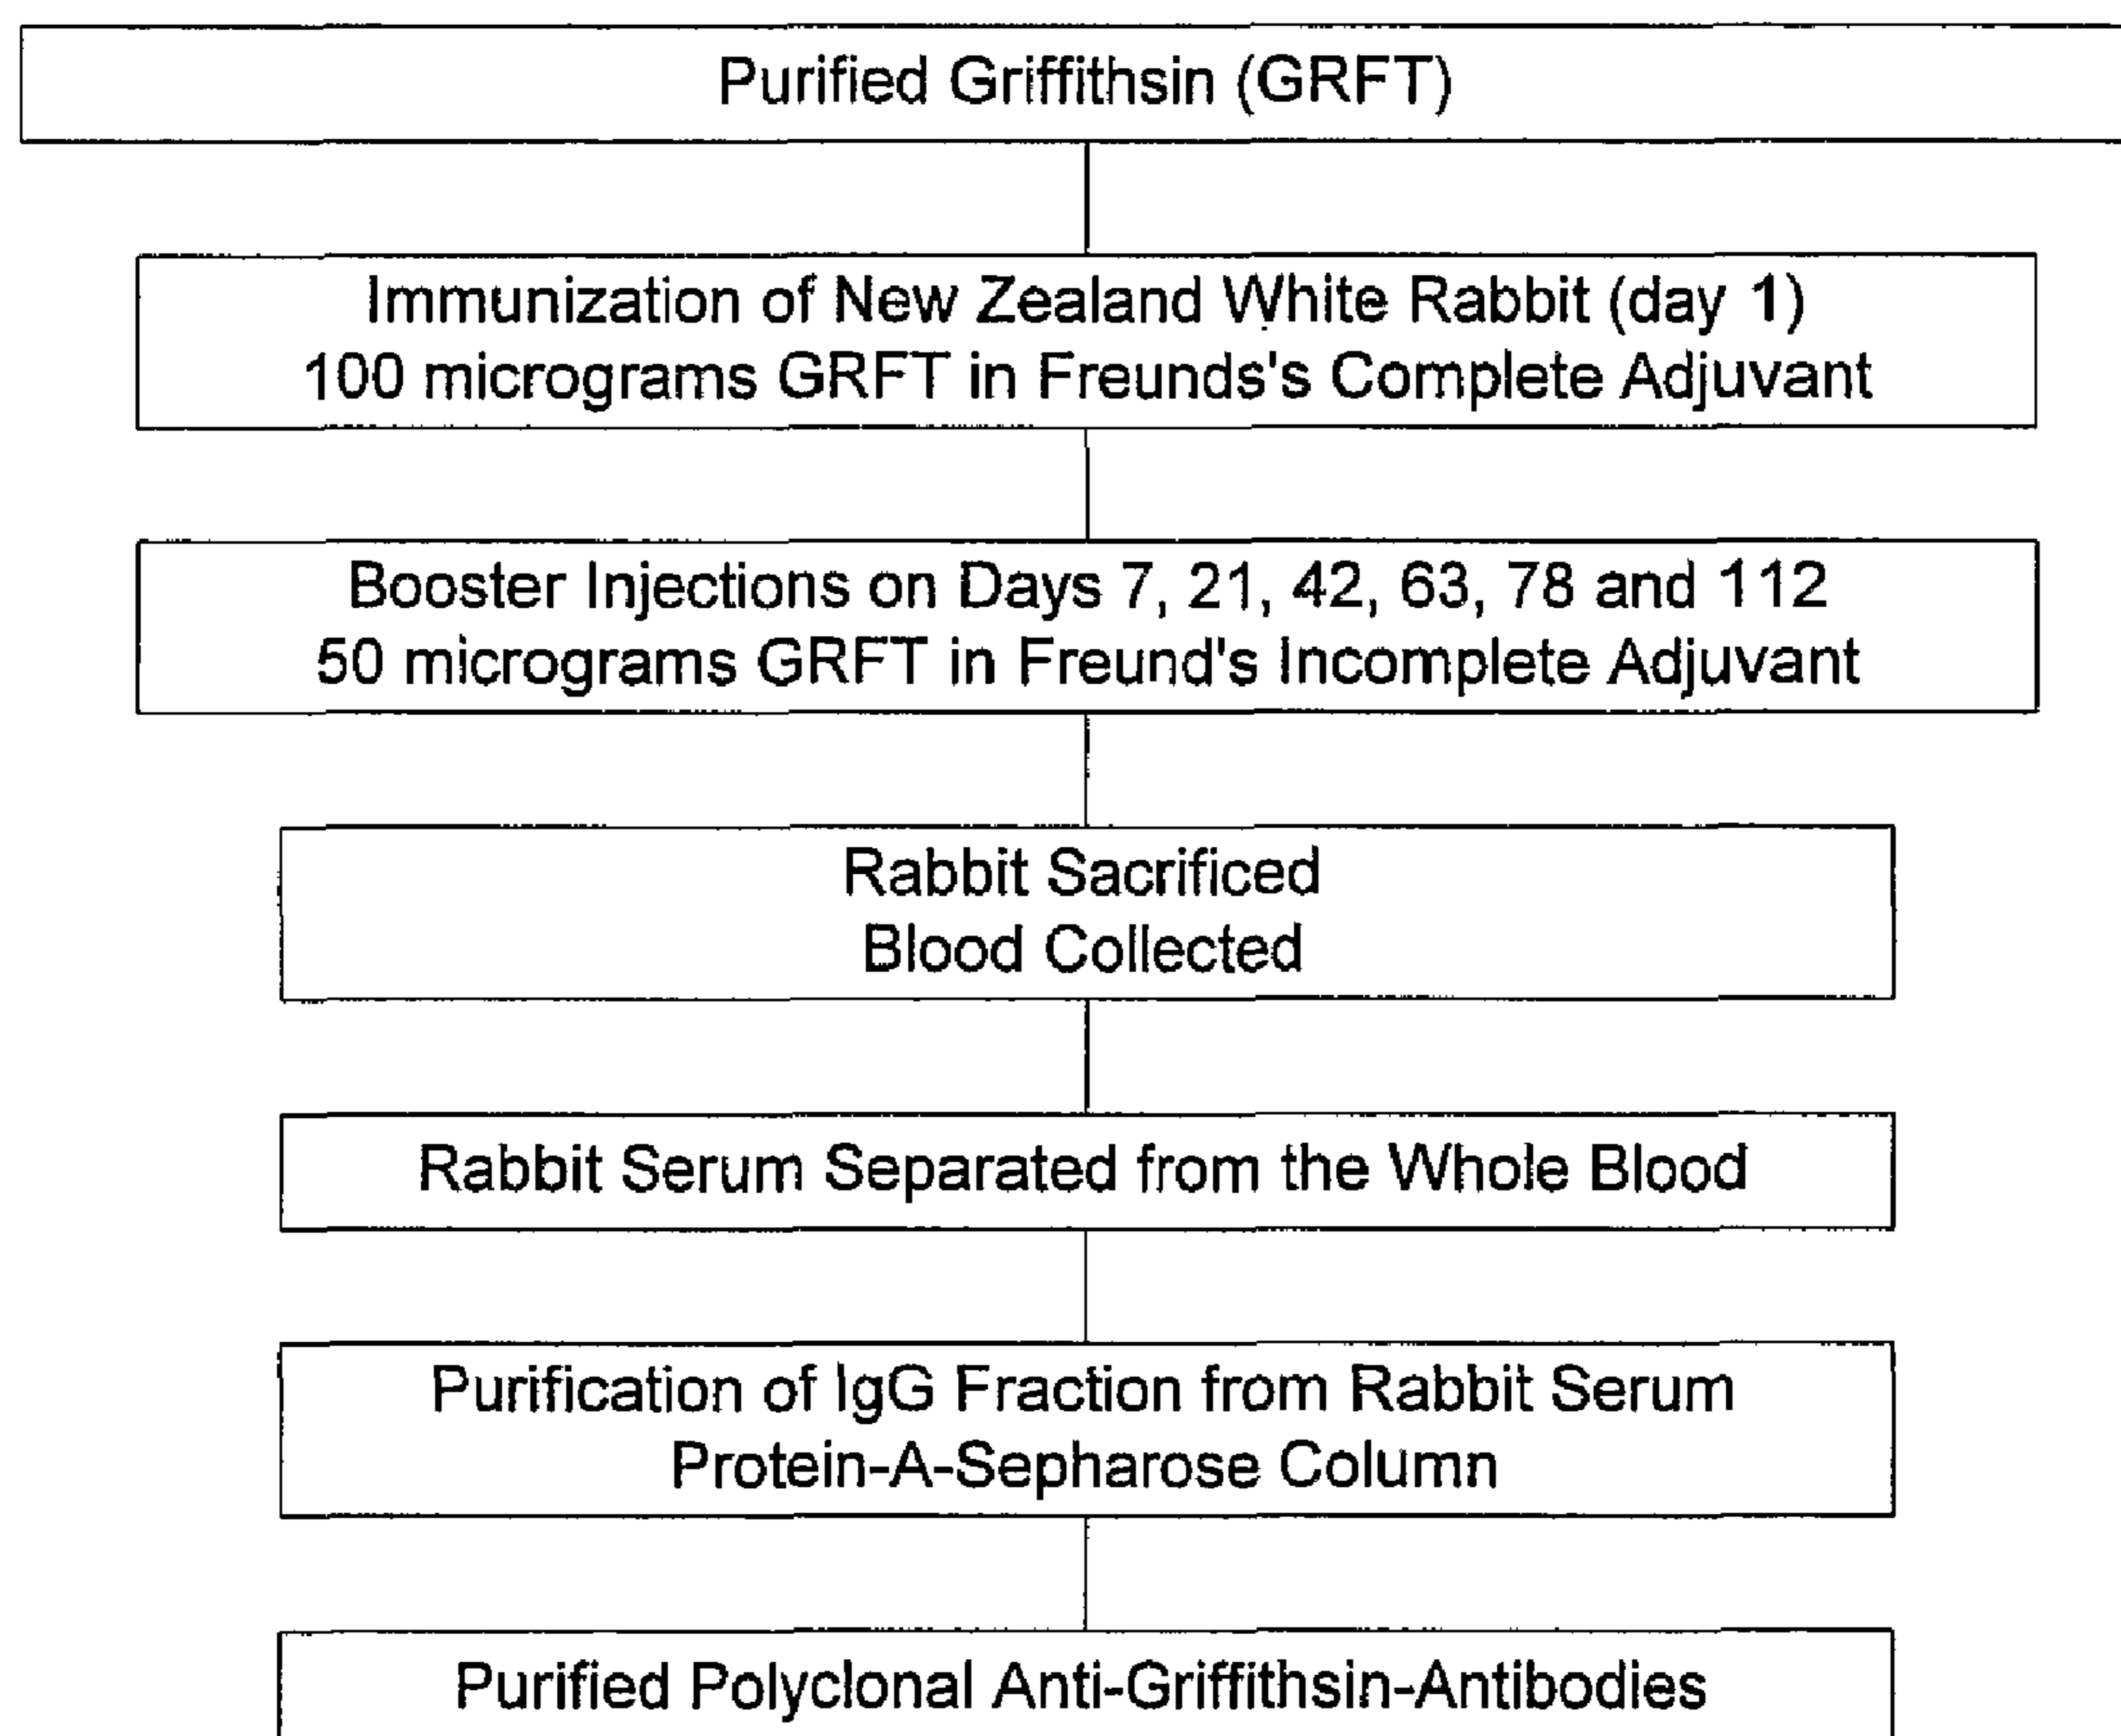 Purified Griffithsin (GRFT)
Immunization of New Zealand White Rabbit (day 1)
100 micrograms GRFT in Freunds's Complete Adjuvant
Booster Injections on Days 7, 21, 42, 63, 78 and 112
50 micrograms GRFT in Freund's Incomplete Adjuvant
Rabbit Sacrificed
Blood Collected
Rabbit Serum Separated from the Whole Blood
Purification of IgG Fraction from Rabbit Serum
Protein-A-Sepharose Column
Purified Polyclonal Anti-Griffithsin-Antibodies